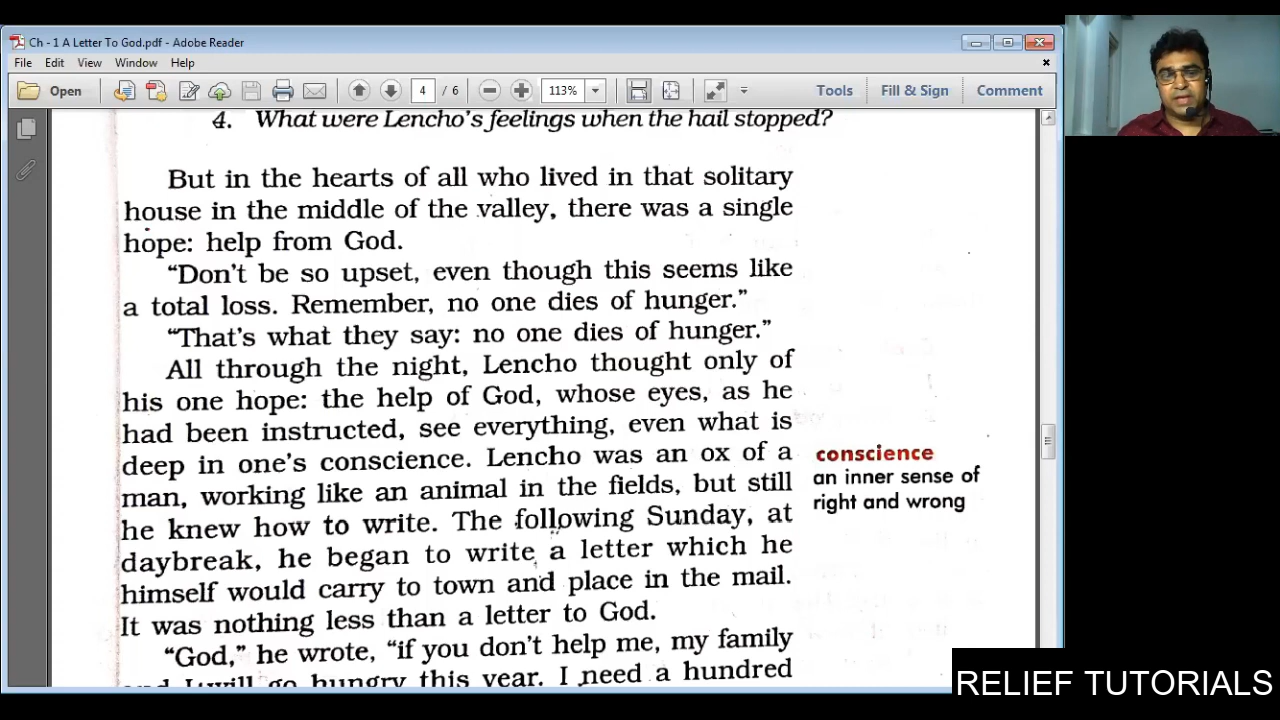 Ch - 1 A Letter To God.pdf - Adobe Reader
File Edit View Window Help
Open 4 / 6 113% Tools Fill & Sign Comment
4. What were Lencho's feelings when the hail stopped?
But in the hearts of all who lived in that solitary
house in the middle of the valley, there was a single
hope: help from God.
“Don't be so upset, even though this seems like
a total loss. Remember, no one dies of hunger.”
“That's what they say: no one dies of hunger.”
All through the night, Lencho thought only of
his one hope: the help of God, whose eyes, as he
had been instructed, see everything, even what is
deep in one's conscience. Lencho was an ox of a
man, working like an animal in the fields, but still
he knew how to write. The following Sunday, at
daybreak, he began to write a letter which he
himself would carry to town and place in the mail.
It was nothing less than a letter to God.
“God,” he wrote, “if you don't help me, my family
and I will go hungry this year. I need a hundred
conscience
an inner sense of
right and wrong
RELIEF TUTORIALS